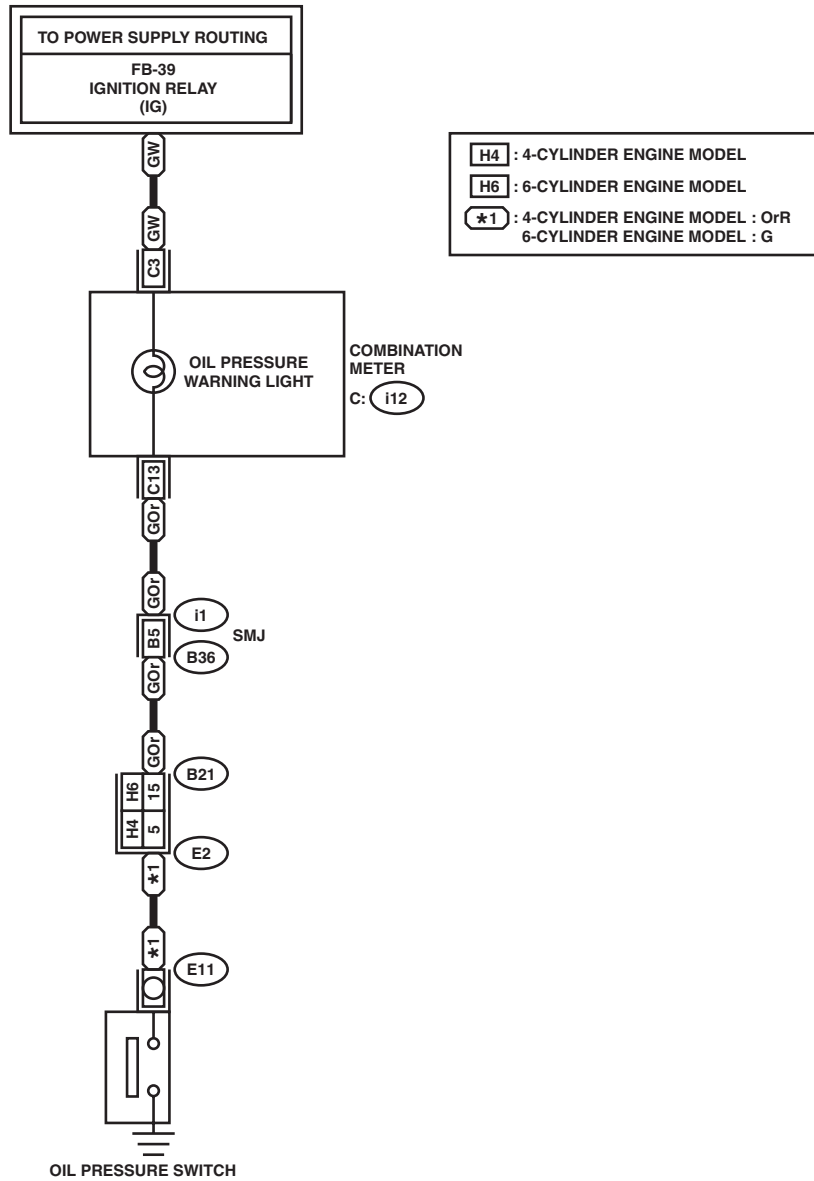 TO POWER SUPPLY ROUTING
FB-39
IGNITION RELAY
(IG)
GW
GW
C3
H4 : 4-CYLINDER ENGINE MODEL
H6 : 6-CYLINDER ENGINE MODEL
*1 : 4-CYLINDER ENGINE MODEL : OrR
6-CYLINDER ENGINE MODEL : G
OIL PRESSURE
WARNING LIGHT
COMBINATION
METER
C: i12
C13
GOr
GOr
i1
B5
SMJ
B36
GOr
GOr
B21
H6 15
H4 5
E2
*1
*1
E11
OIL PRESSURE SWITCH